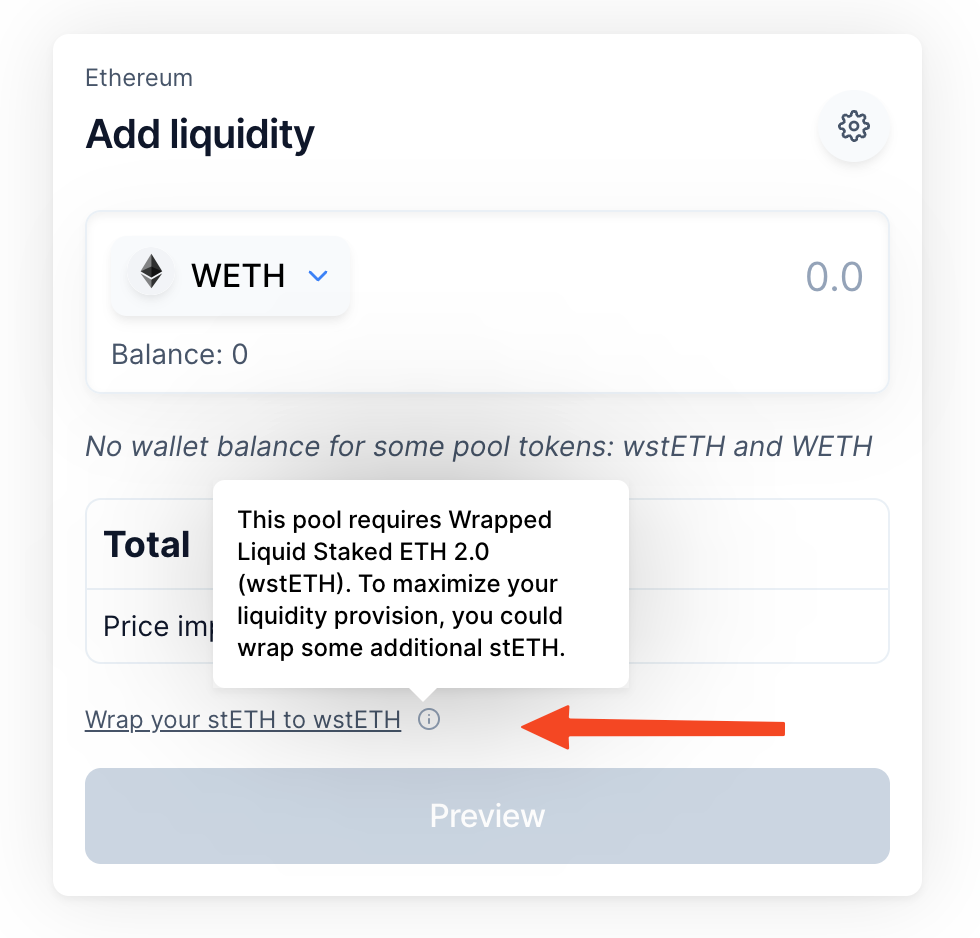 Ethereum
Add liquidity
WETH
0.0
Balance: 0
No wallet balance for some pool tokens: wstETH and WETH
This pool requires Wrapped
Liquid Staked ETH 2.0
(wstETH). To maximize your
liquidity provision, you could
wrap some additional stETH.
Total
Price imp
Wrap your stETH to wstETH
Preview